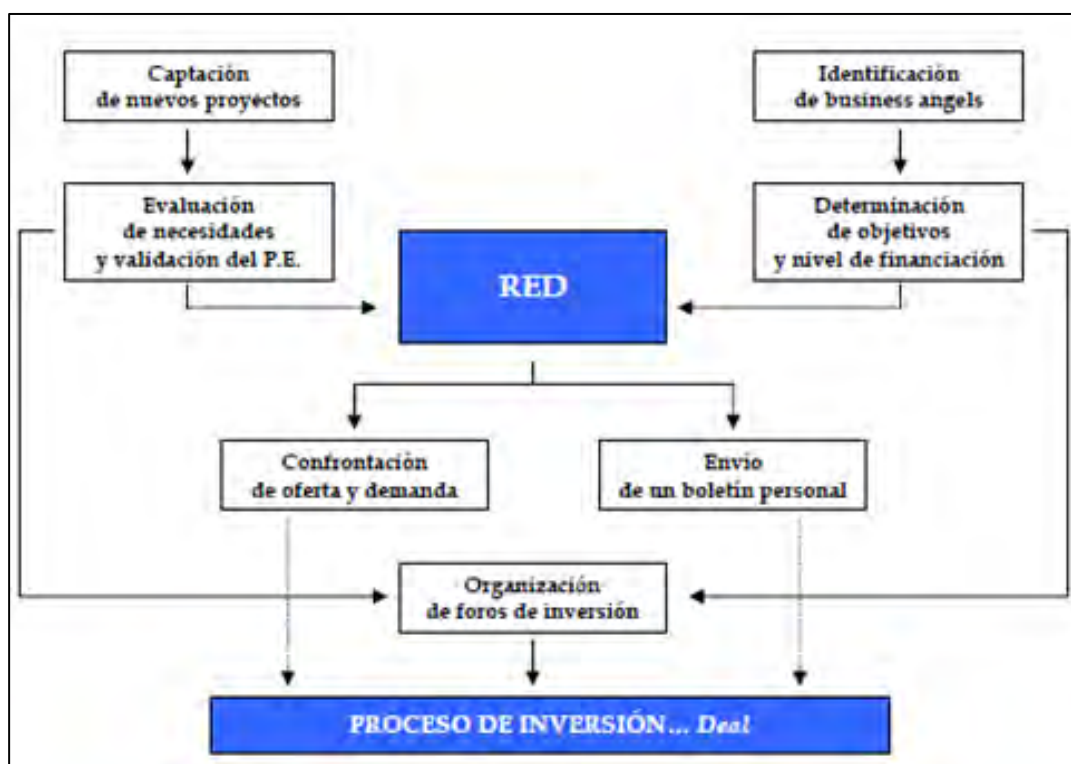 Captación
de nuevos proyectos
Identificación
de business angels
Evaluación
de necesidades
y validación del P.E.
Determinación
de objetivos
y nivel de financiación
RED
Confrontación
de oferta y demanda
Envío
de un boletín personal
Organización
de foros de inversión
PROCESO DE INVERSIÓN... Deal